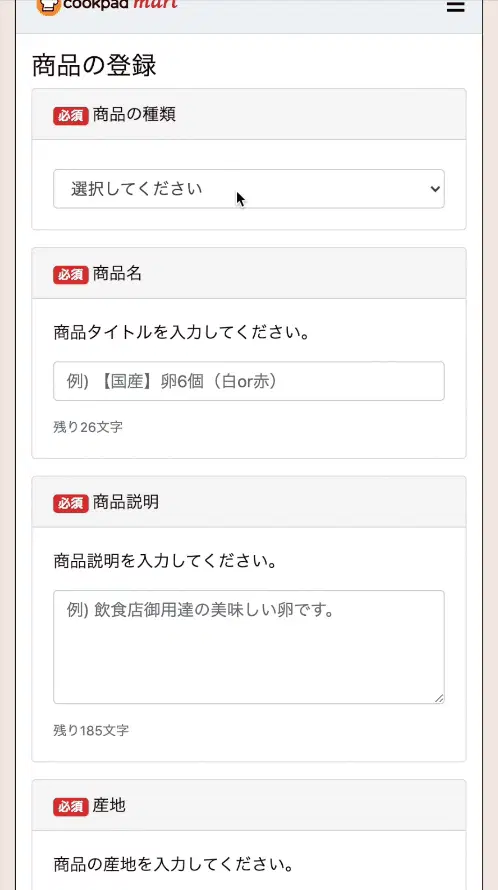 cookpad mart
商品の登録
必須 商品の種類
選択してください
必須 商品名
商品タイトルを入力してください。
例) 【国産】卵6個（白or赤）
残り26文字
必須 商品説明
商品説明を入力してください。
例) 飲食店御用達の美味しい卵です。
残り185文字
必須 産地
商品の産地を入力してください。